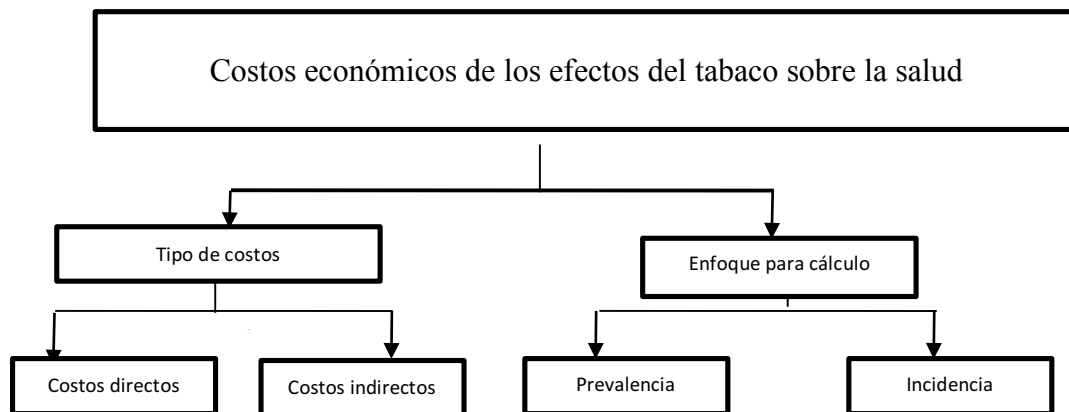 Costos económicos de los efectos del tabaco sobre la salud
Tipo de costos
Enfoque para cálculo
Costos directos
Costos indirectos
Prevalencia
Incidencia